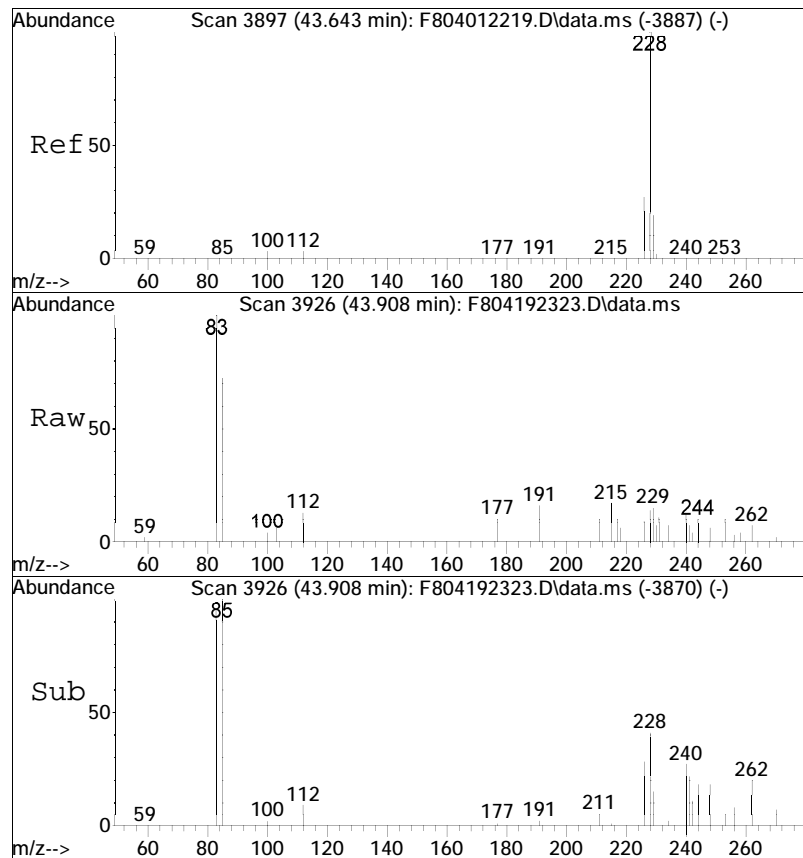 Abundance Scan 3897 (43.643 min): F804012219.D\data.ms (-3887) (-)
228
Ref 50
59 85 100 112 177 191 215 240 253
0
m/z--> 60 80 100 120 140 160 180 200 220 240 260
Abundance Scan 3926 (43.908 min): F804192323.D\data.ms
83
Raw 50
59 100 112 177 191 215 229 244 262
0
m/z--> 60 80 100 120 140 160 180 200 220 240 260
Abundance Scan 3926 (43.908 min): F804192323.D\data.ms (-3870) (-)
85
Sub 50
59 100 112 177 191 211 228 240 262
0
m/z--> 60 80 100 120 140 160 180 200 220 240 260